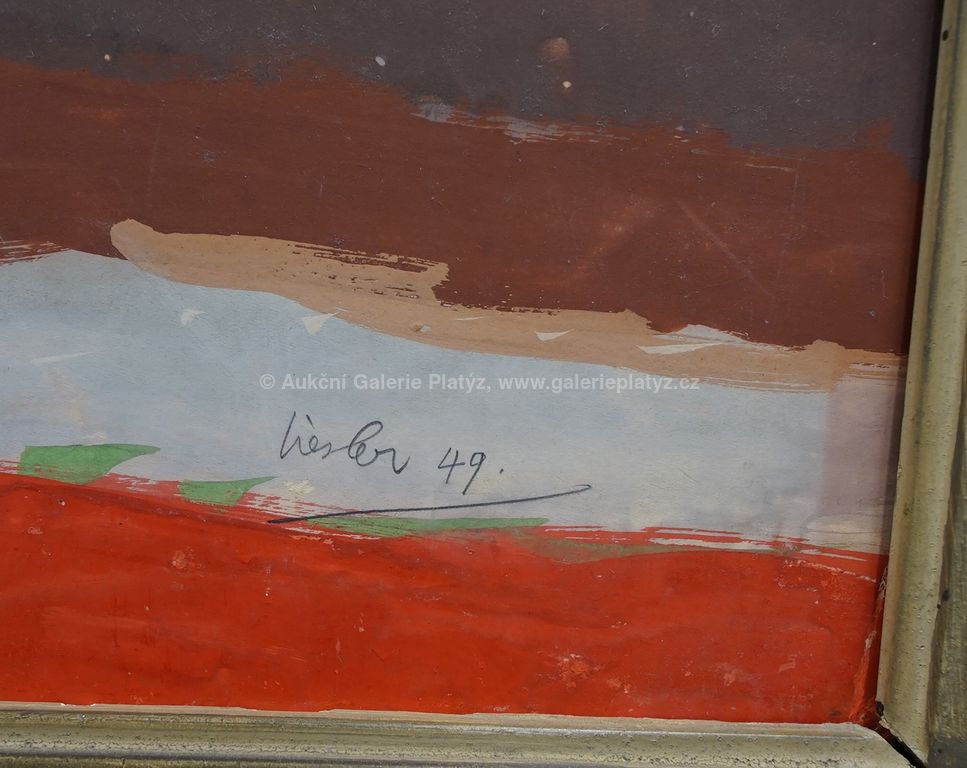 © Aukční Galerie Platýz, www.galerieplatyz.cz
Liesler 49.